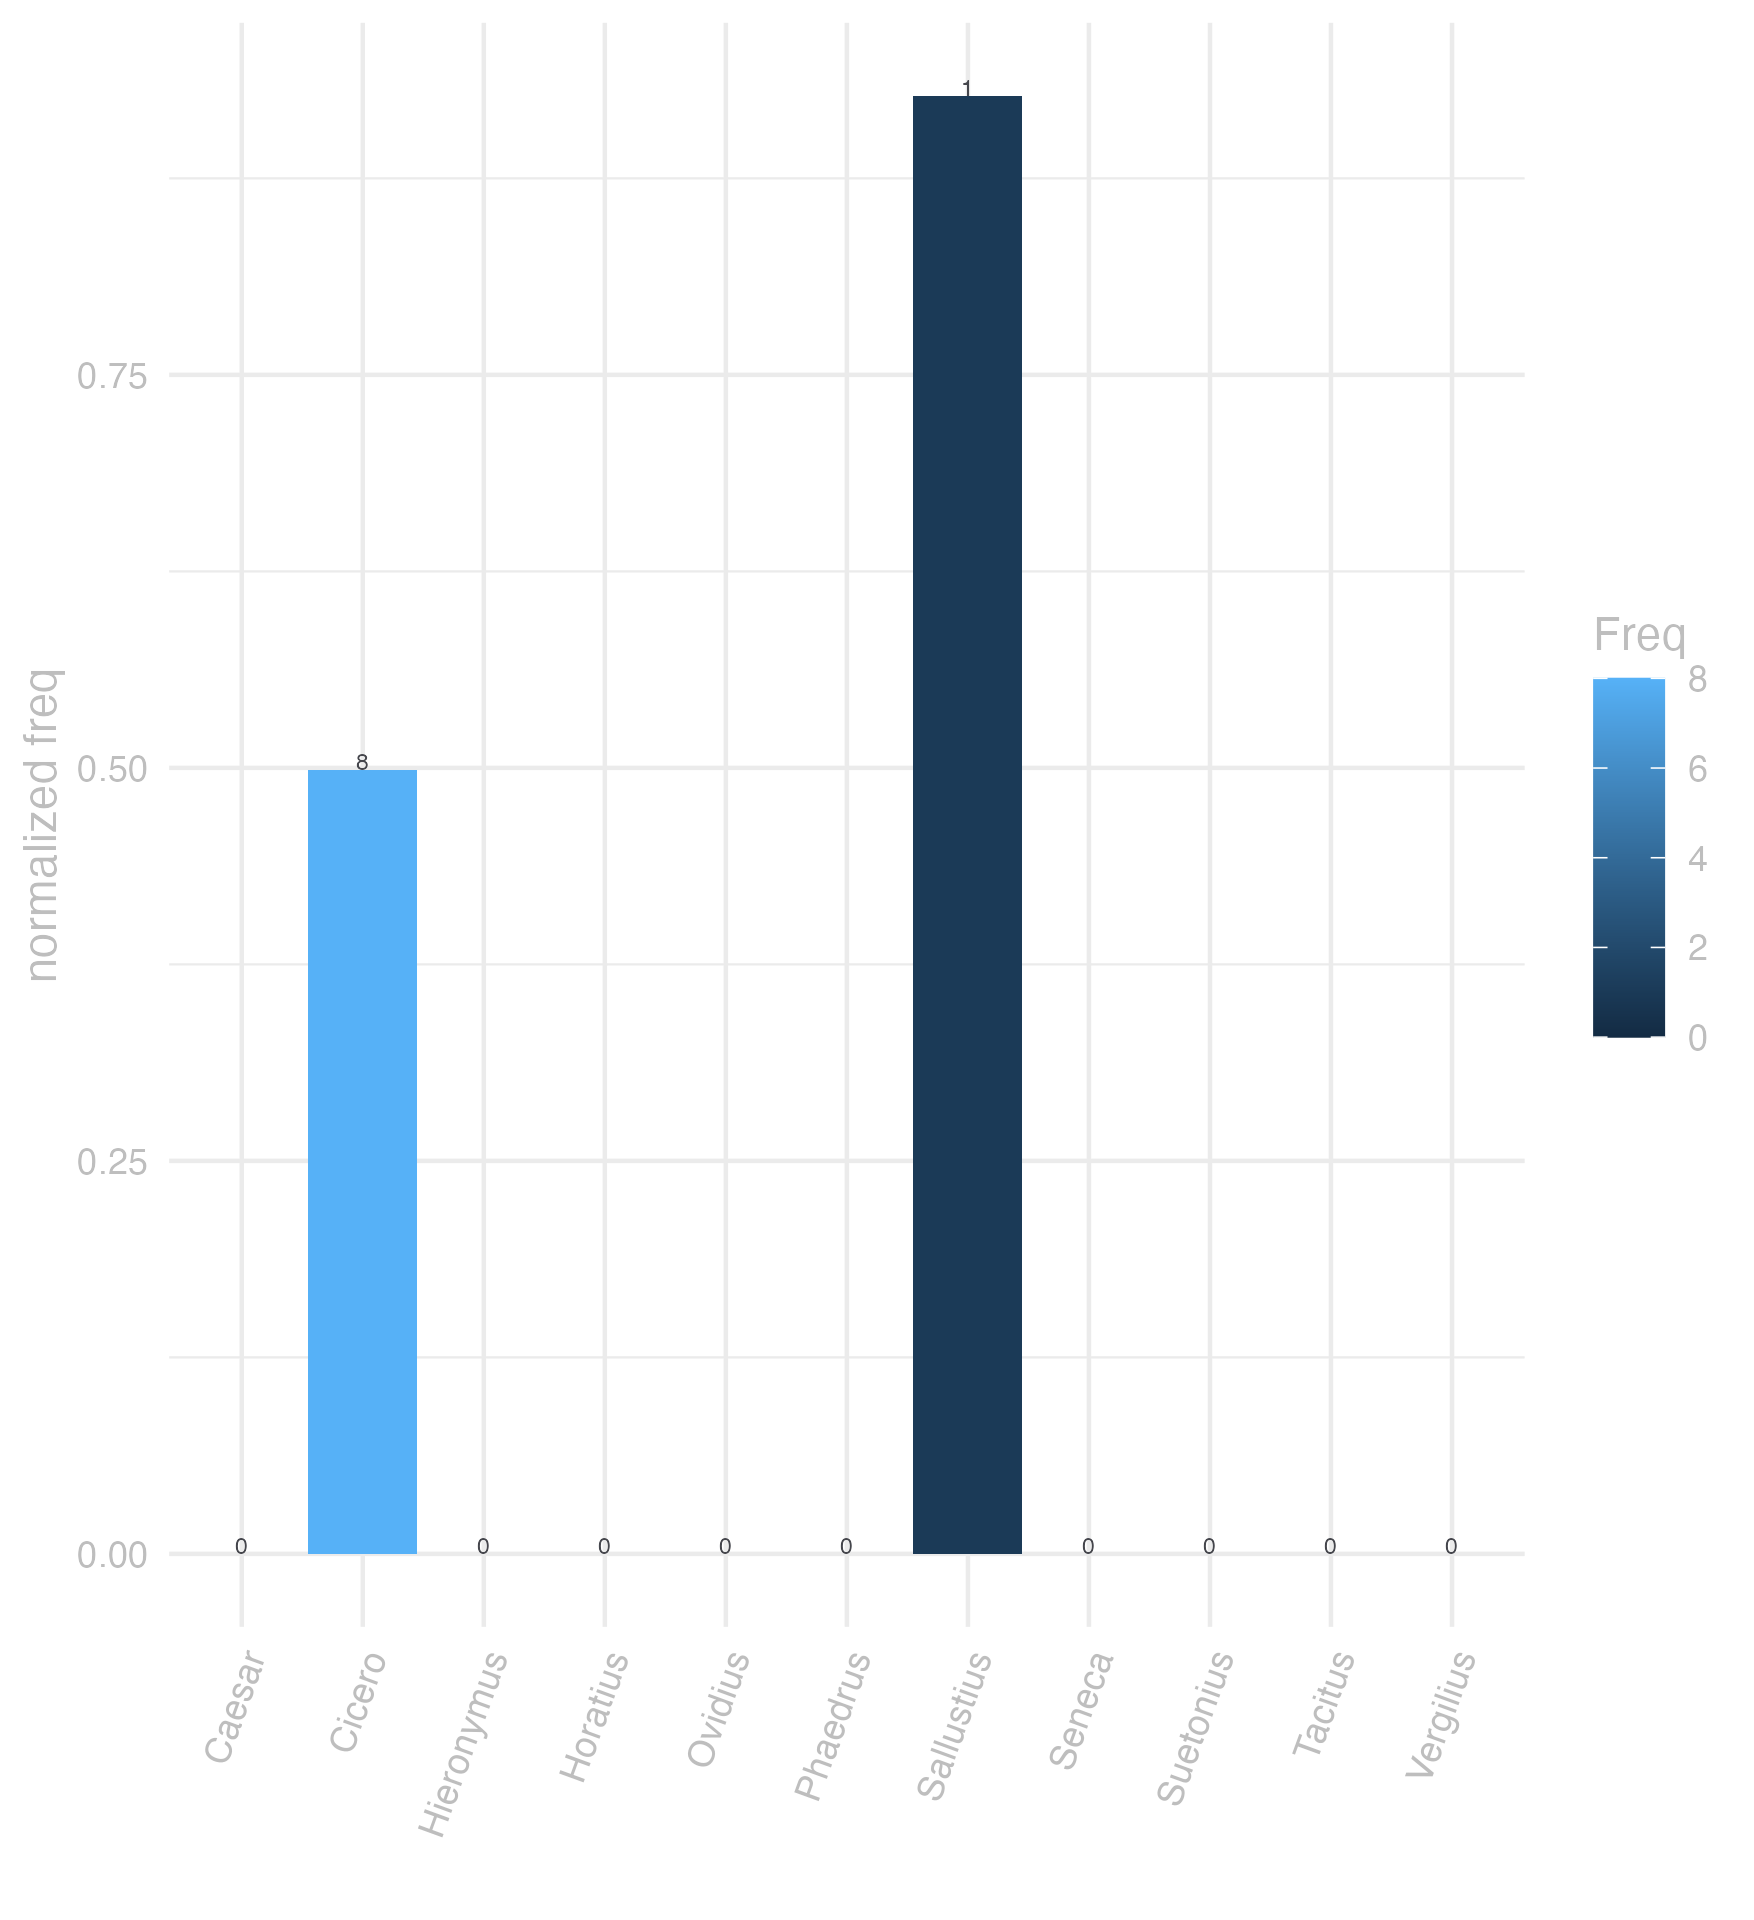 normalized freq
0.75
0.50
0.25
0.00
1
8
0
0
0
0
0
0
0
0
0
Caesar
Cicero
Hieronymus
Horatius
Ovidius
Phaedrus
Sallustius
Seneca
Suetonius
Tacitus
Vergilius
Freq
8
6
4
2
0